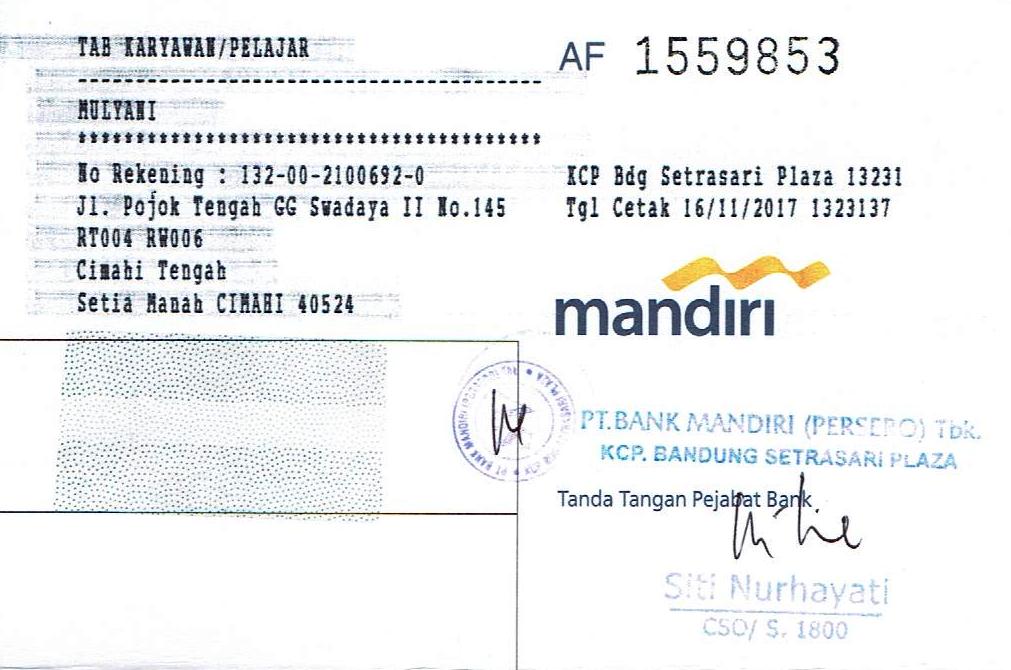 TAB KARYAWAN/PELAJAR
AF 1559853
MULYANI
No Rekening : 132-00-2100692-0
Jl. Pojok Tengah GG Swadaya II No.145
RT004 RW006
Cimahi Tengah
Setia Manah CIMAHI 40524
KCP Bdg Setrasari Plaza 13231
Tgl Cetak 16/11/2017 1323137
mandiri
PT.BANK MANDIRI (PERSERO) Tbk.
KCP. BANDUNG SETRASARI PLAZA
Tanda Tangan Pejabat Bank
Siti Nurhayati
CSO/ S. 1800